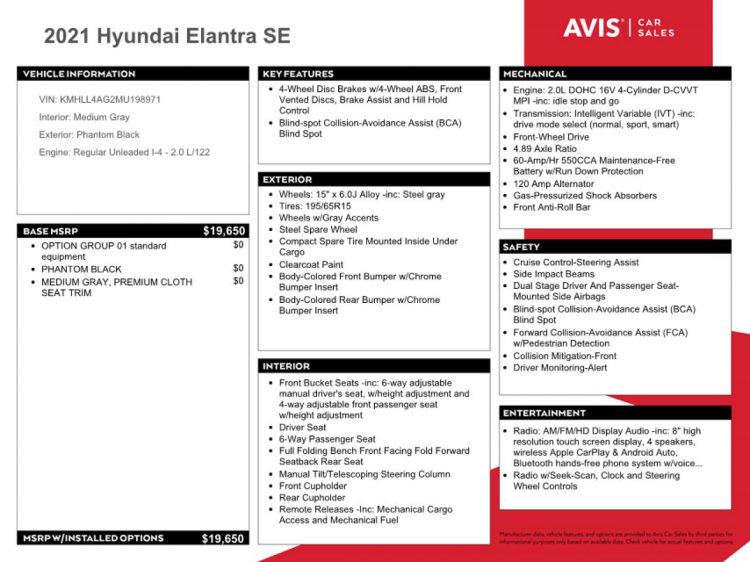 2021 Hyundai Elantra SE
AVIS® | CAR
SALES
VEHICLE INFORMATION
VIN: KMHLL4AG2MU198971
Interior: Medium Gray
Exterior: Phantom Black
Engine: Regular Unleaded I-4 - 2.0 L/122
BASE MSRP $19,650
• OPTION GROUP 01 standard $0
equipment
• PHANTOM BLACK $0
• MEDIUM GRAY, PREMIUM CLOTH $0
SEAT TRIM
MSRP W/INSTALLED OPTIONS $19,650
KEY FEATURES
• 4-Wheel Disc Brakes w/4-Wheel ABS, Front
Vented Discs, Brake Assist and Hill Hold
Control
• Blind-spot Collision-Avoidance Assist (BCA)
Blind Spot
EXTERIOR
• Wheels: 15" x 6.0J Alloy -inc: Steel gray
• Tires: 195/65R15
• Wheels w/Gray Accents
• Steel Spare Wheel
• Compact Spare Tire Mounted Inside Under
Cargo
• Clearcoat Paint
• Body-Colored Front Bumper w/Chrome
Bumper Insert
• Body-Colored Rear Bumper w/Chrome
Bumper Insert
INTERIOR
• Front Bucket Seats -inc: 6-way adjustable
manual driver's seat, w/height adjustment and
4-way adjustable front passenger seat
w/height adjustment
• Driver Seat
• 6-Way Passenger Seat
• Full Folding Bench Front Facing Fold Forward
Seatback Rear Seat
• Manual Tilt/Telescoping Steering Column
• Front Cupholder
• Rear Cupholder
• Remote Releases -Inc: Mechanical Cargo
Access and Mechanical Fuel
MECHANICAL
• Engine: 2.0L DOHC 16V 4-Cylinder D-CVVT
MPI -inc: idle stop and go
• Transmission: Intelligent Variable (IVT) -inc:
drive mode select (normal, sport, smart)
• Front-Wheel Drive
• 4.89 Axle Ratio
• 60-Amp/Hr 550CCA Maintenance-Free
Battery w/Run Down Protection
• 120 Amp Alternator
• Gas-Pressurized Shock Absorbers
• Front Anti-Roll Bar
SAFETY
• Cruise Control-Steering Assist
• Side Impact Beams
• Dual Stage Driver And Passenger Seat-
Mounted Side Airbags
• Blind-spot Collision-Avoidance Assist (BCA)
Blind Spot
• Forward Collision-Avoidance Assist (FCA)
w/Pedestrian Detection
• Collision Mitigation-Front
• Driver Monitoring-Alert
ENTERTAINMENT
• Radio: AM/FM/HD Display Audio -inc: 8" high
resolution touch screen display, 4 speakers,
wireless Apple CarPlay & Android Auto,
Bluetooth hands-free phone system w/voice...
• Radio w/Seek-Scan, Clock and Steering
Wheel Controls
Manufacturer data, vehicle features, and options are provided to Avis Car Sales by third parties for
informational purposes only based on available data. Check vehicle for actual features and options.